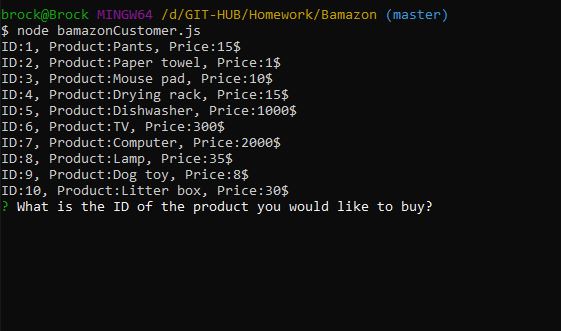 brock@Brock MINGW64 /d/GIT-HUB/Homework/Bamazon (master)
$ node bamazonCustomer.js
ID:1, Product:Pants, Price:15$
ID:2, Product:Paper towel, Price:1$
ID:3, Product:Mouse pad, Price:10$
ID:4, Product:Drying rack, Price:15$
ID:5, Product:Dishwasher, Price:1000$
ID:6, Product:TV, Price:300$
ID:7, Product:Computer, Price:2000$
ID:8, Product:Lamp, Price:35$
ID:9, Product:Dog toy, Price:8$
ID:10, Product:Litter box, Price:30$
? What is the ID of the product you would like to buy?